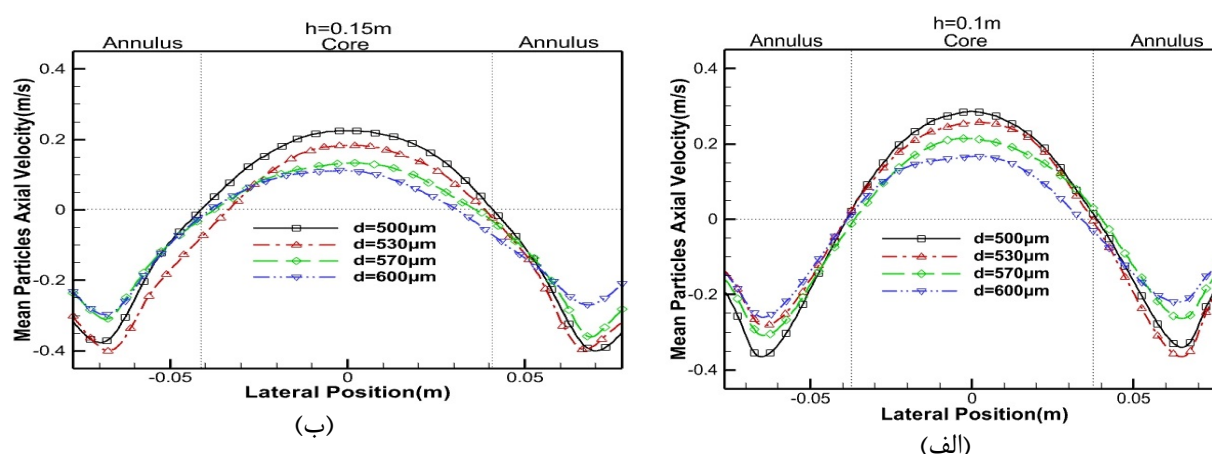 h=0.15m
Annulus Core Annulus
Mean Particles Axial Velocity(m/s)
0.4
0.2
0
-0.2
-0.4
d=500µm
d=530µm
d=570µm
d=600µm
-0.05 0 0.05
Lateral Position(m)
(ب)
h=0.1m
Annulus Core Annulus
Mean Particles Axial Velocity(m/s)
0.4
0.2
0
-0.2
-0.4
d=500µm
d=530µm
d=570µm
d=600µm
-0.05 0 0.05
Lateral Position(m)
(الف)